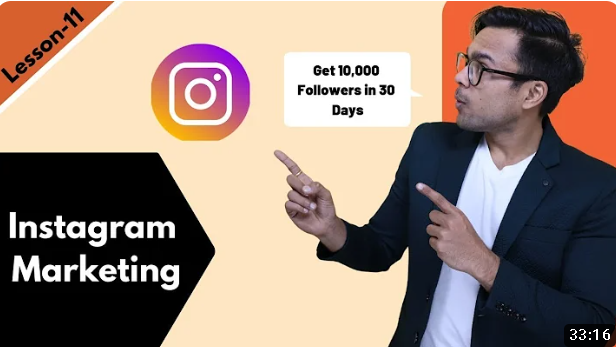 Lesson-11
Get 10,000
Followers in 30
Days
Instagram
Marketing
33:16